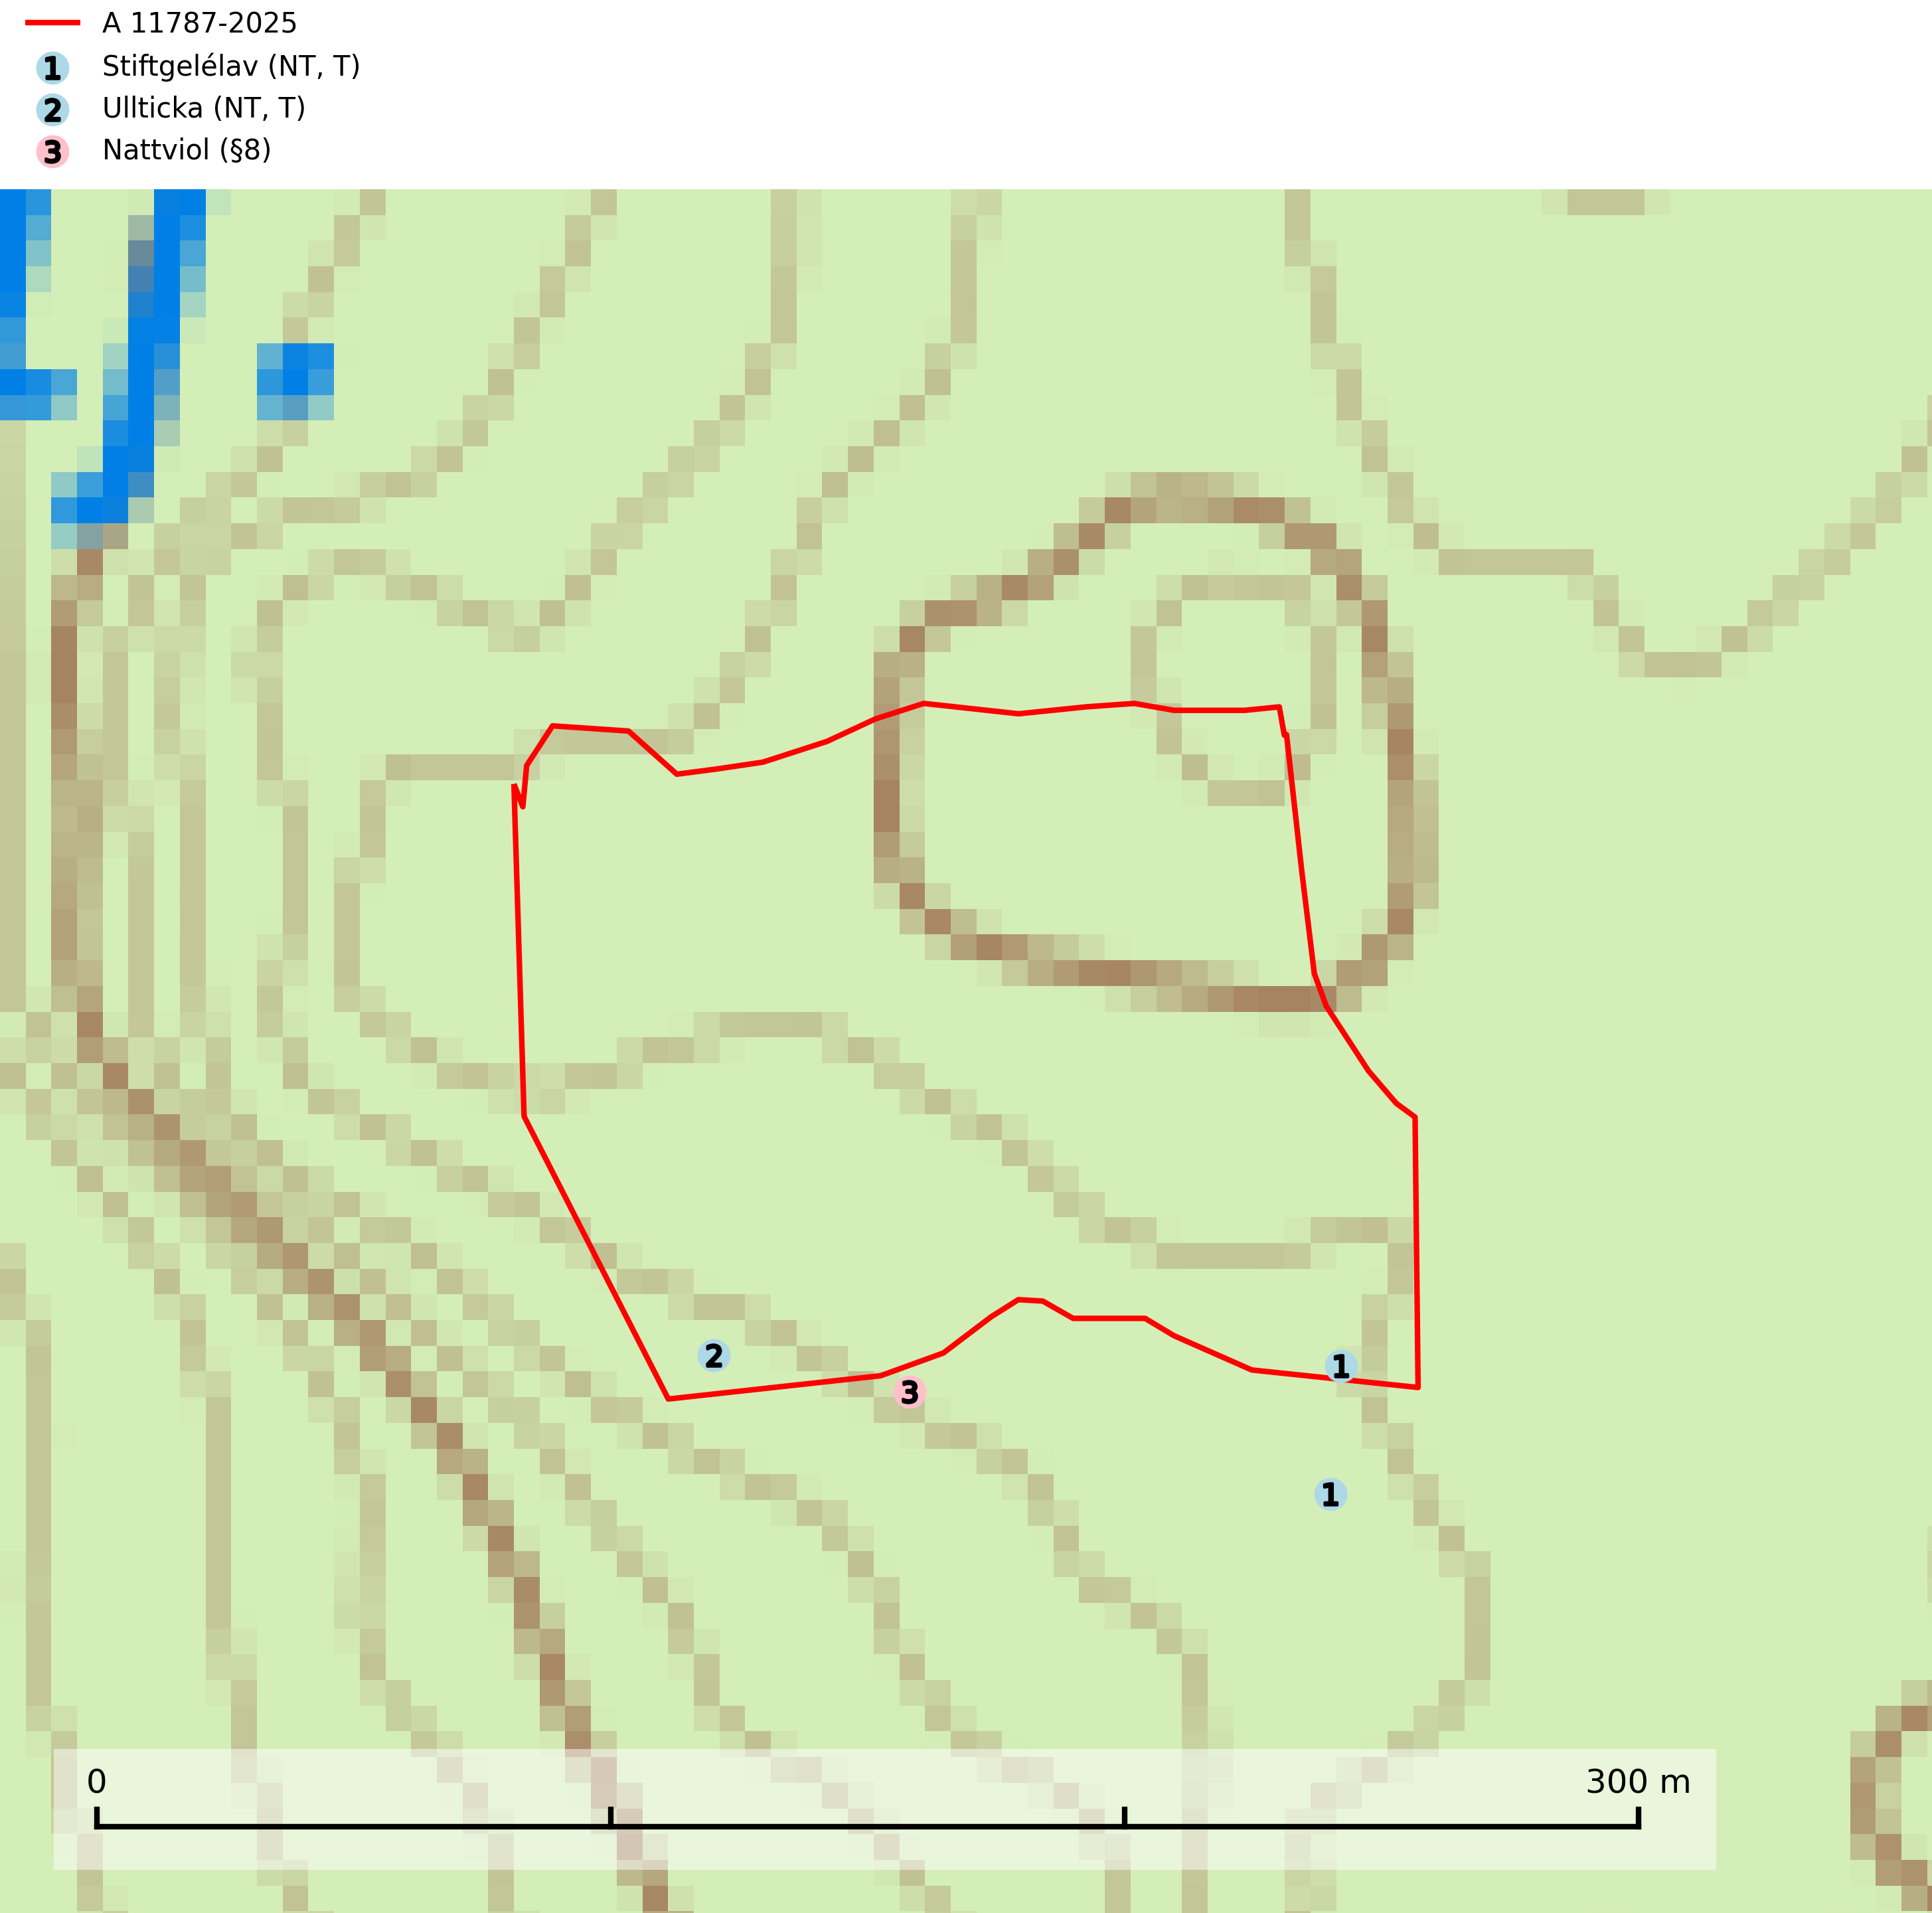 A 11787-2025
1 Stiftgelélav (NT, T)
2 Ullticka (NT, T)
3 Nattviol (§8)
2
1
3
1
0 300 m